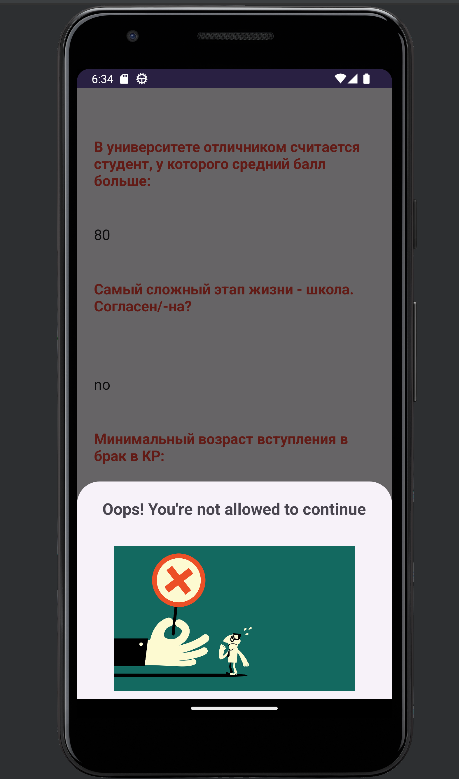 6:34
В университете отличником считается
студент, у которого средний балл
больше:
80
Самый сложный этап жизни - школа.
Согласен/-на?
no
Минимальный возраст вступления в
брак в КР:
Oops! You're not allowed to continue